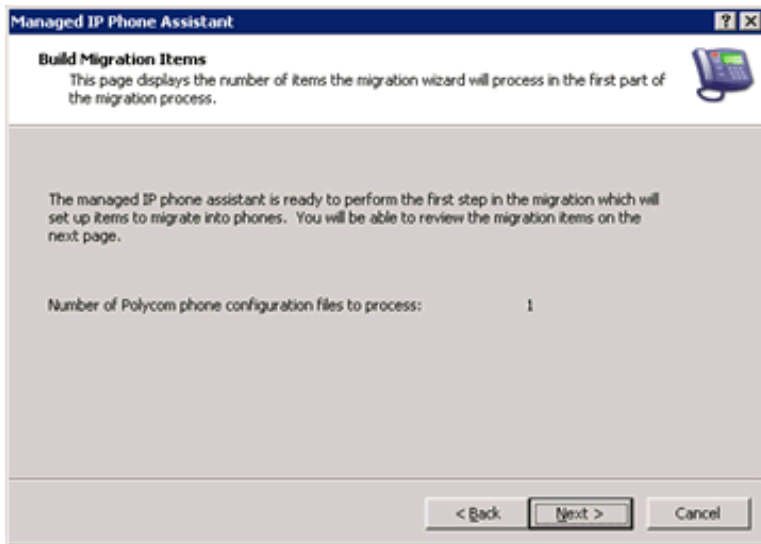 Managed IP Phone Assistant
Build Migration Items
This page displays the number of items the migration wizard will process in the first part of
the migration process.
The managed IP phone assistant is ready to perform the first step in the migration which will
set up items to migrate into phones. You will be able to review the migration items on the
next page.
Number of Polycom phone configuration files to process: 1
< Back Next > Cancel